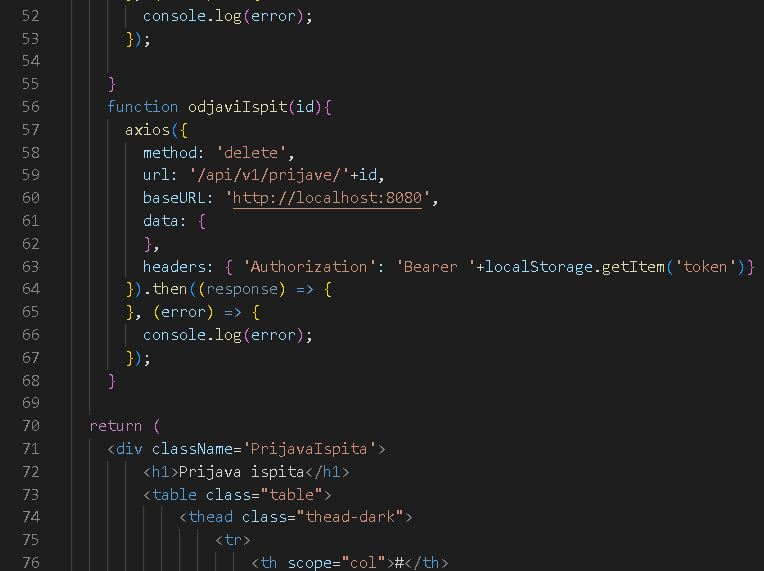 52 console.log(error);
53 });
54
55 }
56 function odjaviIspit(id){
57 axios({
58 method: 'delete',
59 url: '/api/v1/prijave/'+id,
60 baseURL: 'http://localhost:8080',
61 data: {
62 },
63 headers: { 'Authorization': 'Bearer '+localStorage.getItem('token')}
64 }).then((response) => {
65 }, (error) => {
66 console.log(error);
67 });
68 }
69
70 return (
71 <div className='PrijavaIspita'>
72 <h1>Prijava ispita</h1>
73 <table class="table">
74 <thead class="thead-dark">
75 <tr>
76 <th scope="col">#</th>